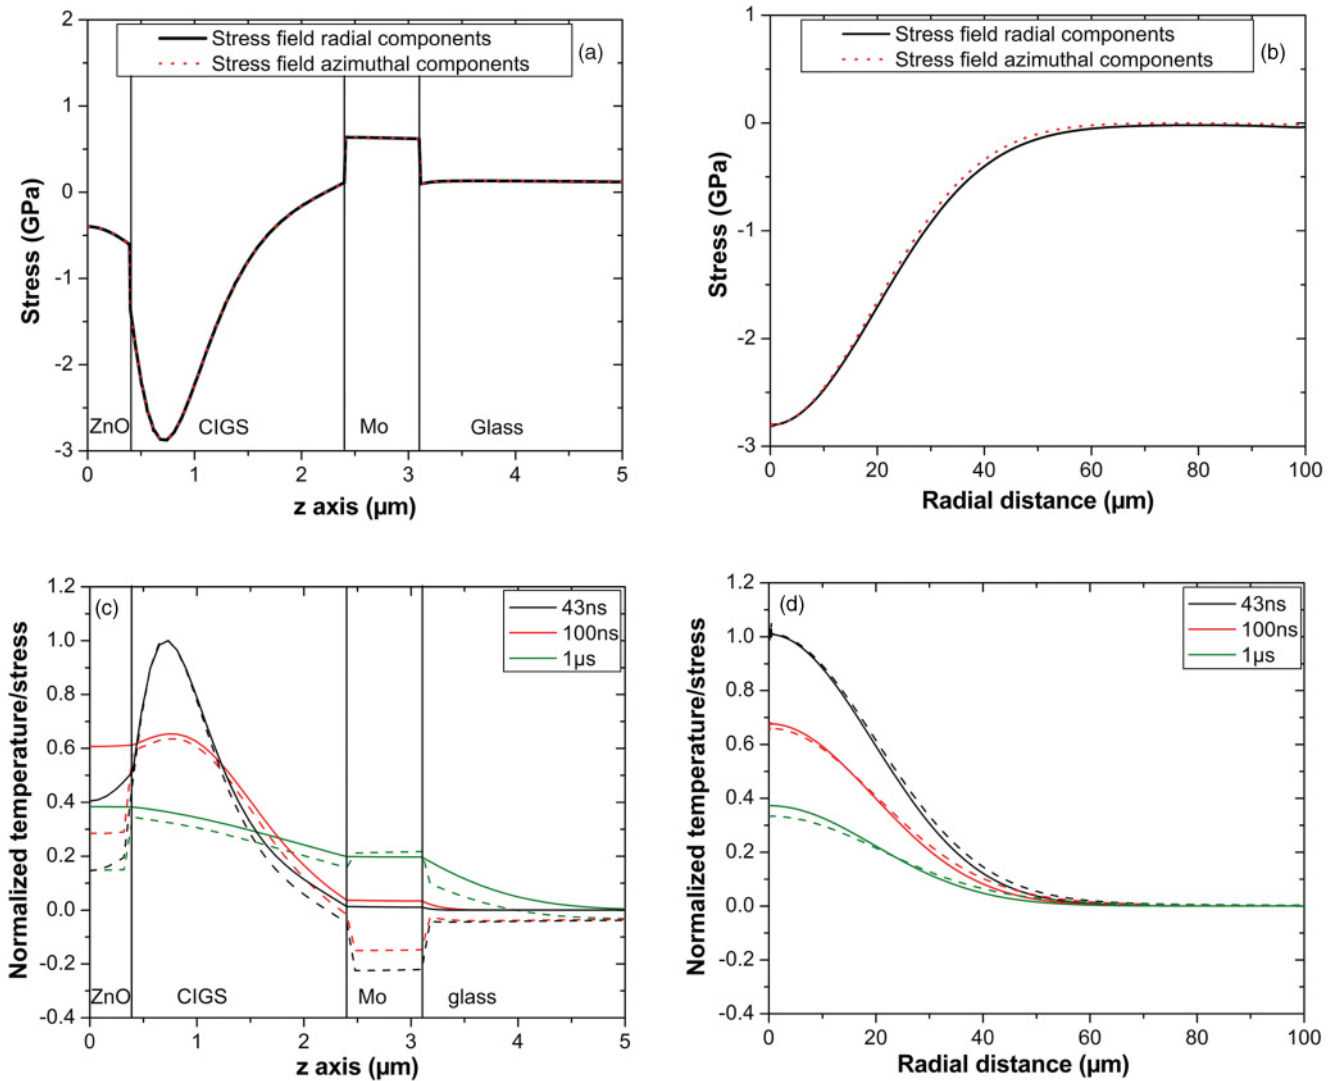 2
1
0
-1
-2
-3
Stress (GPa)
Stress field radial components
Stress field azimuthal components
(a)
ZnO
CIGS
Mo
Glass
0 1 2 3 4 5
z axis (µm)
1
0
-1
-2
-3
Stress (GPa)
Stress field radial components
Stress field azimuthal components
(b)
0 20 40 60 80 100
Radial distance (µm)
1.2
1.0
0.8
0.6
0.4
0.2
0.0
-0.2
-0.4
Normalized temperature/stress
(c)
43ns
100ns
1µs
ZnO
CIGS
Mo
glass
0 1 2 3 4 5
z axis (µm)
1.2
1.0
0.8
0.6
0.4
0.2
0.0
-0.2
-0.4
Normalized temperature/stress
(d)
43ns
100ns
1µs
0 20 40 60 80 100
Radial distance (µm)